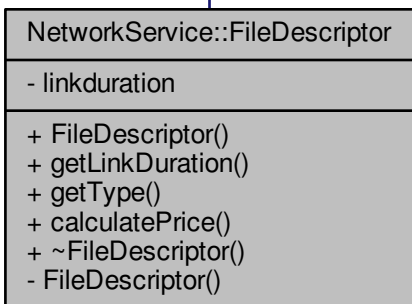 NetworkService::FileDescriptor
- linkduration
+ FileDescriptor()
+ getLinkDuration()
+ getType()
+ calculatePrice()
+ ~FileDescriptor()
- FileDescriptor()